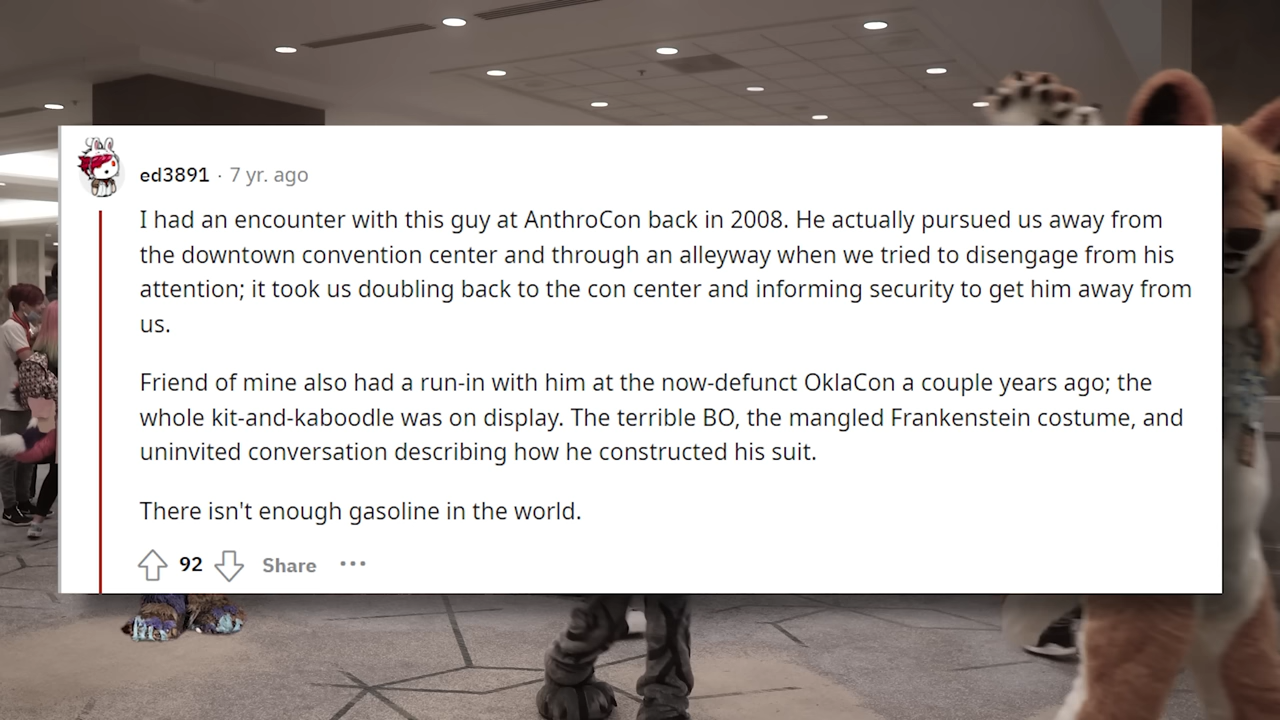 ed3891 · 7 yr. ago
I had an encounter with this guy at AnthroCon back in 2008. He actually pursued us away from
the downtown convention center and through an alleyway when we tried to disengage from his
attention; it took us doubling back to the con center and informing security to get him away from
us.
Friend of mine also had a run-in with him at the now-defunct OklaCon a couple years ago; the
whole kit-and-kaboodle was on display. The terrible BO, the mangled Frankenstein costume, and
uninvited conversation describing how he constructed his suit.
There isn't enough gasoline in the world.
92 Share ···